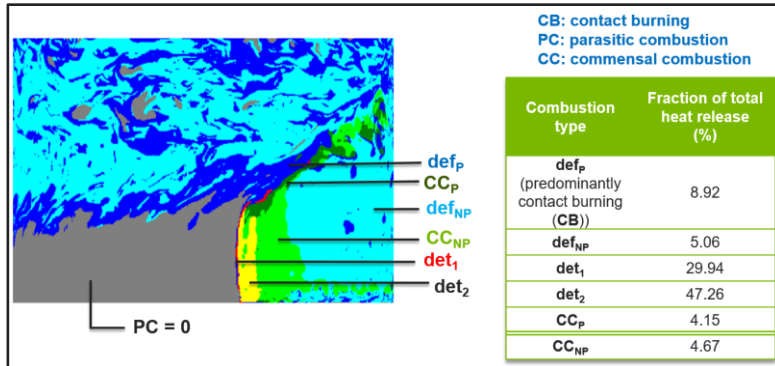 CB: contact burning
PC: parasitic combustion
CC: commensal combustion
def_P
CC_P
def_NP
CC_NP
det_1
det_2
PC = 0
Combustion type
Fraction of total heat release (%)
def_P (predominantly contact burning (CB))
8.92
def_NP
5.06
det_1
29.94
det_2
47.26
CC_P
4.15
CC_NP
4.67